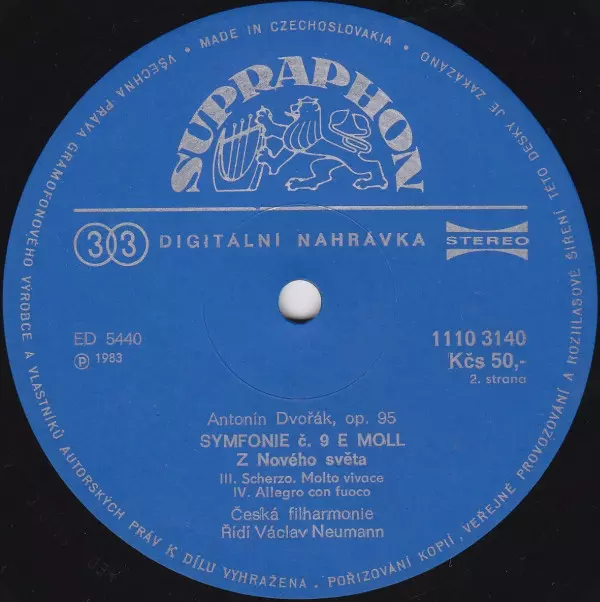 VŠECHNA PRÁVA GRAMOFONOVÉHO VÝROBCE A VLASTNÍKŮ AUTORSKÝCH PRÁV K DÍLU VYHRAŽENA. POŘIZOVÁNÍ KOPIÍ, VEŘEJNÉ PROVOZOVÁNÍ A ROZHLASOVÉ ŠÍŘENÍ TÉTO DESKY JE ZAKÁZÁNO
• MADE IN CZECHOSLOVAKIA •
SUPRAPHON
33 DIGITÁLNÍ NAHRÁVKA STEREO
ED 5440
℗ 1983
1110 3140
Kčs 50,-
2. strana
Antonín Dvořák, op. 95
SYMFONIE č. 9 E MOLL
Z Nového světa
III. Scherzo. Molto vivace
IV. Allegro con fuoco
Česká filharmonie
Řídí Václav Neumann